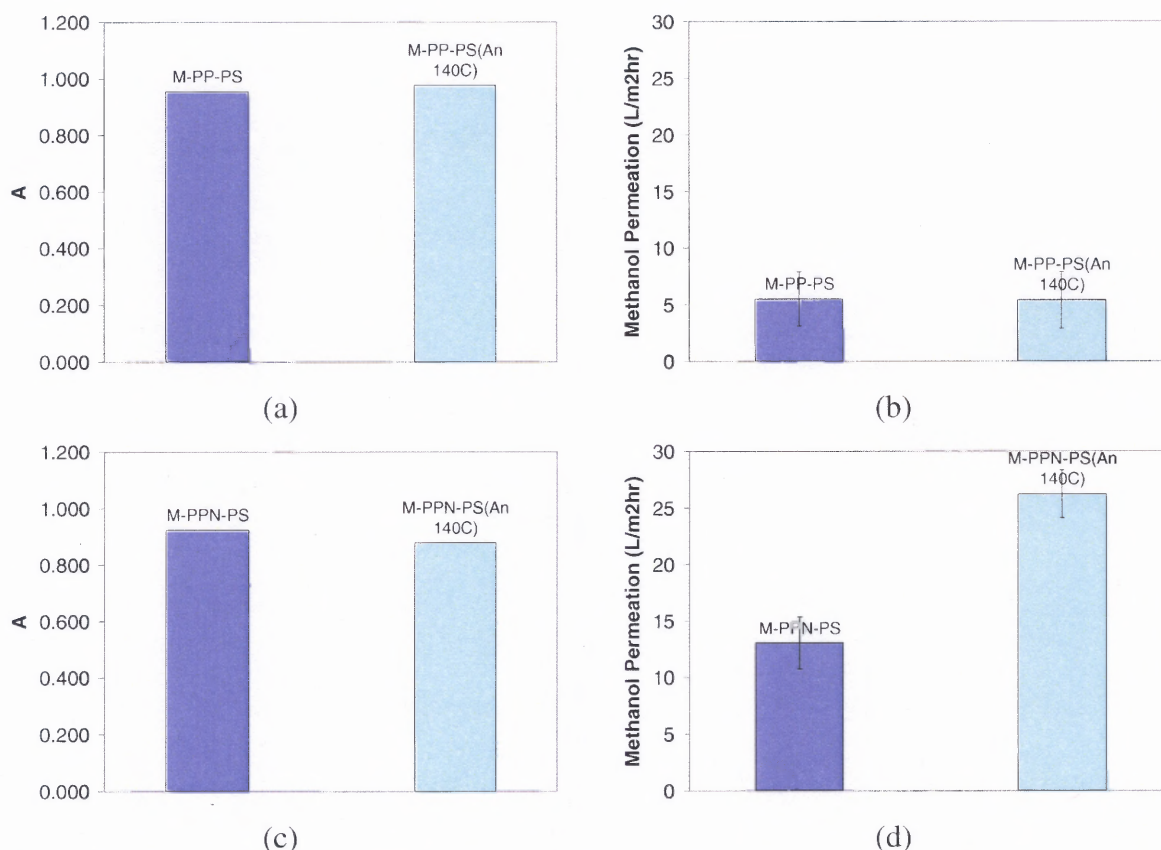 1.200
1.000
0.800
0.600
0.400
0.200
0.000
A
M-PP-PS
M-PP-PS(An
140C)
(a)
30
25
20
15
10
5
0
Methanol Permeation (L/m2hr)
M-PP-PS
M-PP-PS(An
140C)
(b)
1.200
1.000
0.800
0.600
0.400
0.200
0.000
A
M-PPN-PS
M-PPN-PS(An
140C)
(c)
30
25
20
15
10
5
0
Methanol Permeation (L/m2hr)
M-PPN-PS
M-PPN-PS(An
140C)
(d)